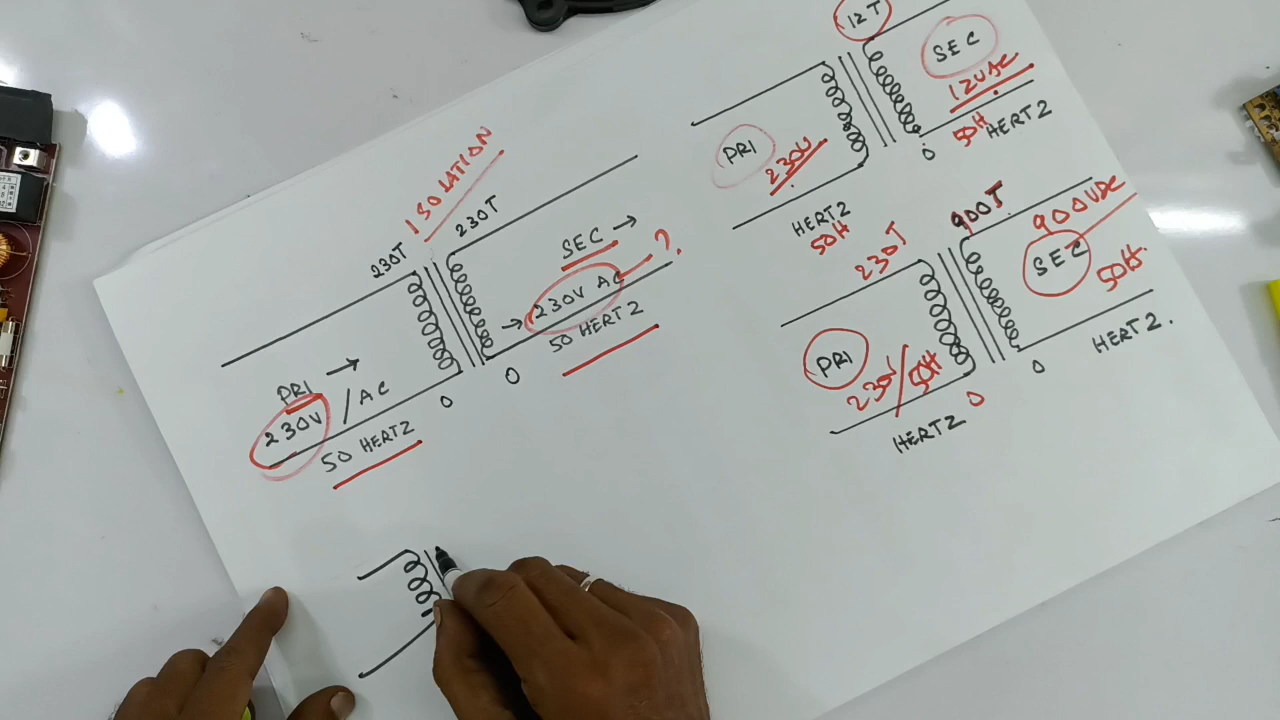 ISOLATION
230T
230T
SEC →
→ 230V AC ?
50 HERTZ
0
PRI →
230V / AC
0
50 HERTZ
12T
SEC
12VAC
50H HERTZ
0
PRI
230V
HERTZ
50H
230T
900T
900VAC
SEC
50H
0
HERTZ.
PRI
230V/50H
0
HERTZ